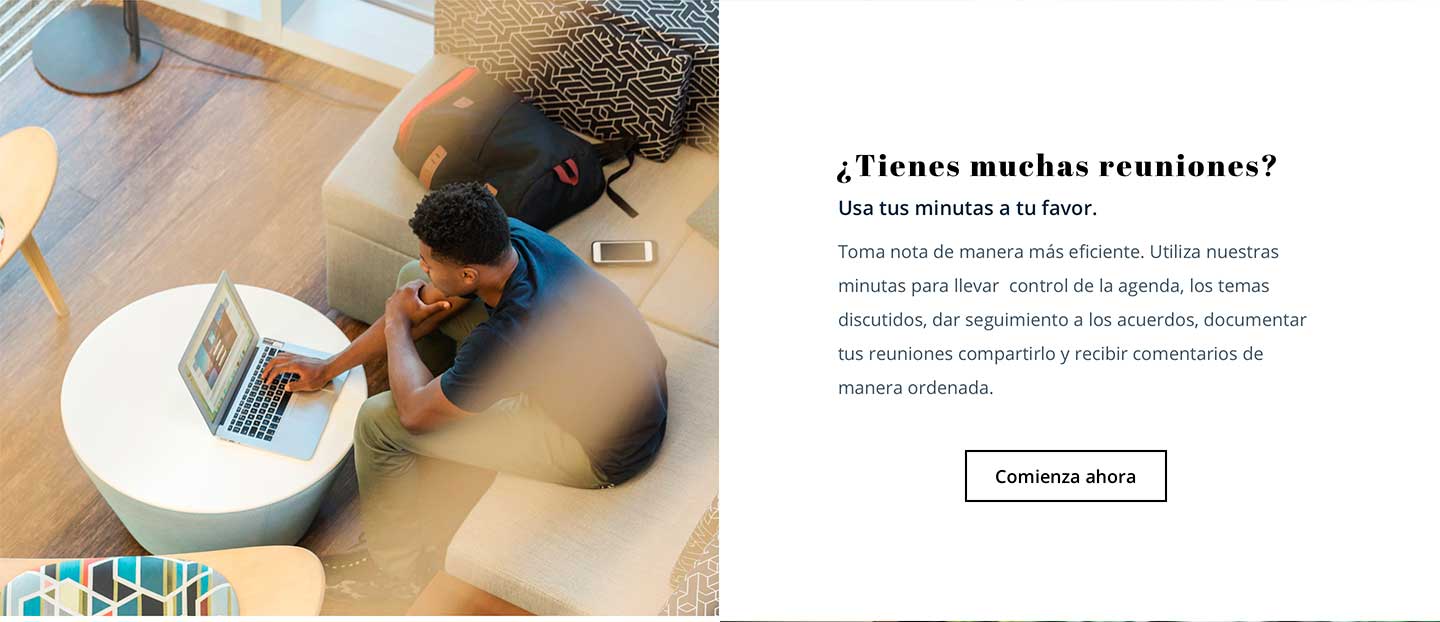 ¿Tienes muchas reuniones?
Usa tus minutas a tu favor.
Toma nota de manera más eficiente. Utiliza nuestras
minutas para llevar  control de la agenda, los temas
discutidos, dar seguimiento a los acuerdos, documentar
tus reuniones compartirlo y recibir comentarios de
manera ordenada.
Comienza ahora